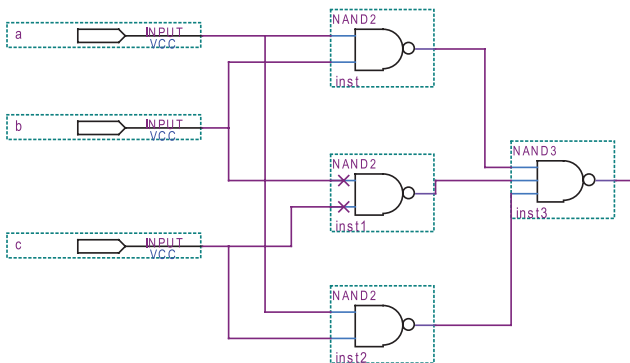 NAND2
a
INPUT
VCC
inst
b
INPUT
VCC
NAND3
NAND2
inst3
inst1
c
INPUT
VCC
NAND2
inst2